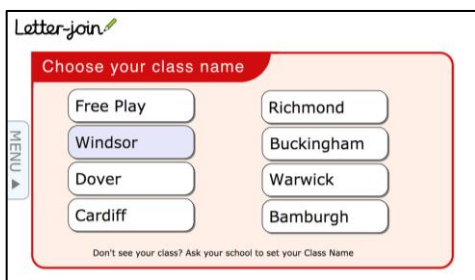 Letter-join
Choose your class name
Free Play
Windsor
Dover
Cardiff
Richmond
Buckingham
Warwick
Bamburgh
MENU
Don't see your class? Ask your school to set your Class Name